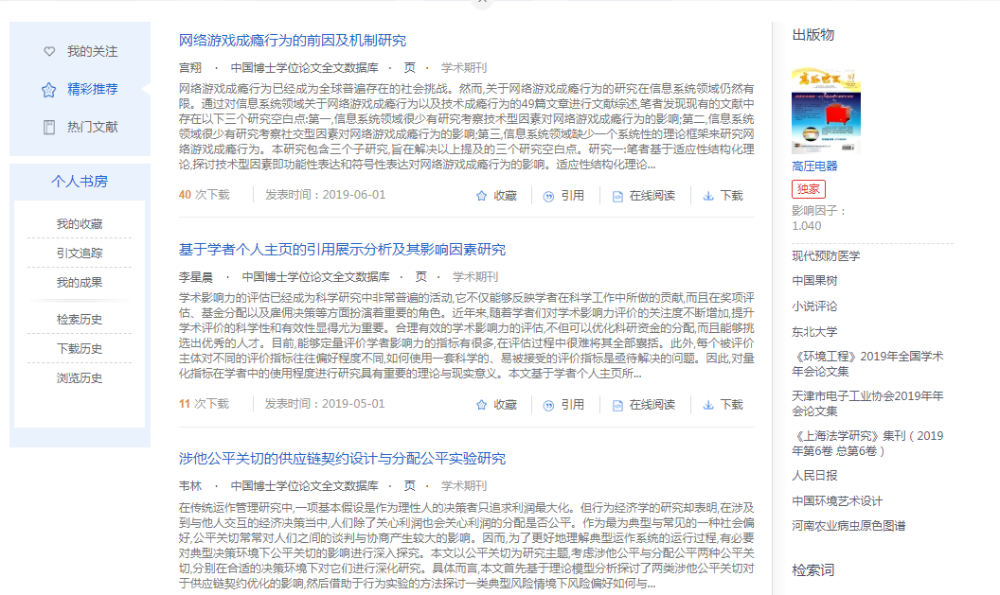 我的关注
精彩推荐
热门文献
个人书房
我的收藏
引文追踪
我的成果
检索历史
下载历史
浏览历史
网络游戏成瘾行为的前因及机制研究
宫翔 · 中国博士学位论文全文数据库 · 页 · 学术期刊
网络游戏成瘾行为已经成为全球普遍存在的社会挑战。然而,关于网络游戏成瘾行为的研究在信息系统领域仍然有
限。通过对信息系统领域关于网络游戏成瘾行为以及技术成瘾行为的49篇文章进行文献综述,笔者发现现有的文献中
存在以下三个研究空白点:第一,信息系统领域很少有研究考察技术型因素对网络游戏成瘾行为的影响;第二,信息系统
领域很少有研究考察社交型因素对网络游戏成瘾行为的影响;第三,信息系统领域缺少一个系统性的理论框架来研究网
络游戏成瘾行为。本研究包含三个子研究,旨在解决以上提及的三个研究空白点。研究一:笔者基于适应性结构化理
论,探讨技术型因素即功能性表达和符号性表达对网络游戏成瘾行为的影响。适应性结构化理论...
40 次下载 发表时间：2019-06-01 收藏 引用 在线阅读 下载
基于学者个人主页的引用展示分析及其影响因素研究
李星晨 · 中国博士学位论文全文数据库 · 页 · 学术期刊
学术影响力的评估已经成为科学研究中非常普遍的活动,它不仅能够反映学者在科学工作中所做的贡献,而且在奖项评
估、基金分配以及雇佣决策等方面扮演着重要的角色。近年来,随着学者们对学术影响力评价的关注度不断增加,提升
学术评价的科学性和有效性显得尤为重要。合理有效的学术影响力的评估,不但可以优化科研资金的分配,而且能够挑
选出优秀的人才。目前,能够定量评价学者影响力的指标有很多,在评估过程中很难将其全部囊括。此外,每个被评价
主体对不同的评价指标往往偏好程度不同,如何使用一套科学的、易被接受的评价指标是亟待解决的问题。因此,对量
化指标在学者中的使用程度进行研究具有重要的理论与现实意义。本文基于学者个人主页所...
11 次下载 发表时间：2019-05-01 收藏 引用 在线阅读 下载
涉他公平关切的供应链契约设计与分配公平实验研究
韦林 · 中国博士学位论文全文数据库 · 页 · 学术期刊
在传统运作管理研究中,一项基本假设是作为理性人的决策者只追求利润最大化。但行为经济学的研究却表明,在涉及
到与他人交互的经济决策当中,人们除了关心利润也会关心利润的分配是否公平。作为最为典型与常见的一种社会偏
好,公平关切常常对人们之间的谈判与协商产生较大的影响。因而,为了更好地理解典型运作系统的运行过程,有必要
对典型决策环境下公平关切的影响进行深入探究。本文以公平关切为研究主题,考虑涉他公平与分配公平两种公平关
切,分别在合适的决策环境下对它们进行深化研究。具体而言,本文首先基于理论模型分析探讨了两类涉他公平关切对
于供应链契约优化的影响,然后借助于行为实验的方法探讨一类典型风险情境下风险偏好如何与...
出版物
高压电器
高压电器
独家
影响因子：
1.040
现代预防医学
中国果树
小说评论
东北大学
《环境工程》2019年全国学术
年会论文集
天津市电子工业协会2019年年
会论文集
《上海法学研究》集刊（2019
年第6卷 总第6卷）
人民日报
中国环境艺术设计
河南农业病虫原色图谱
检索词